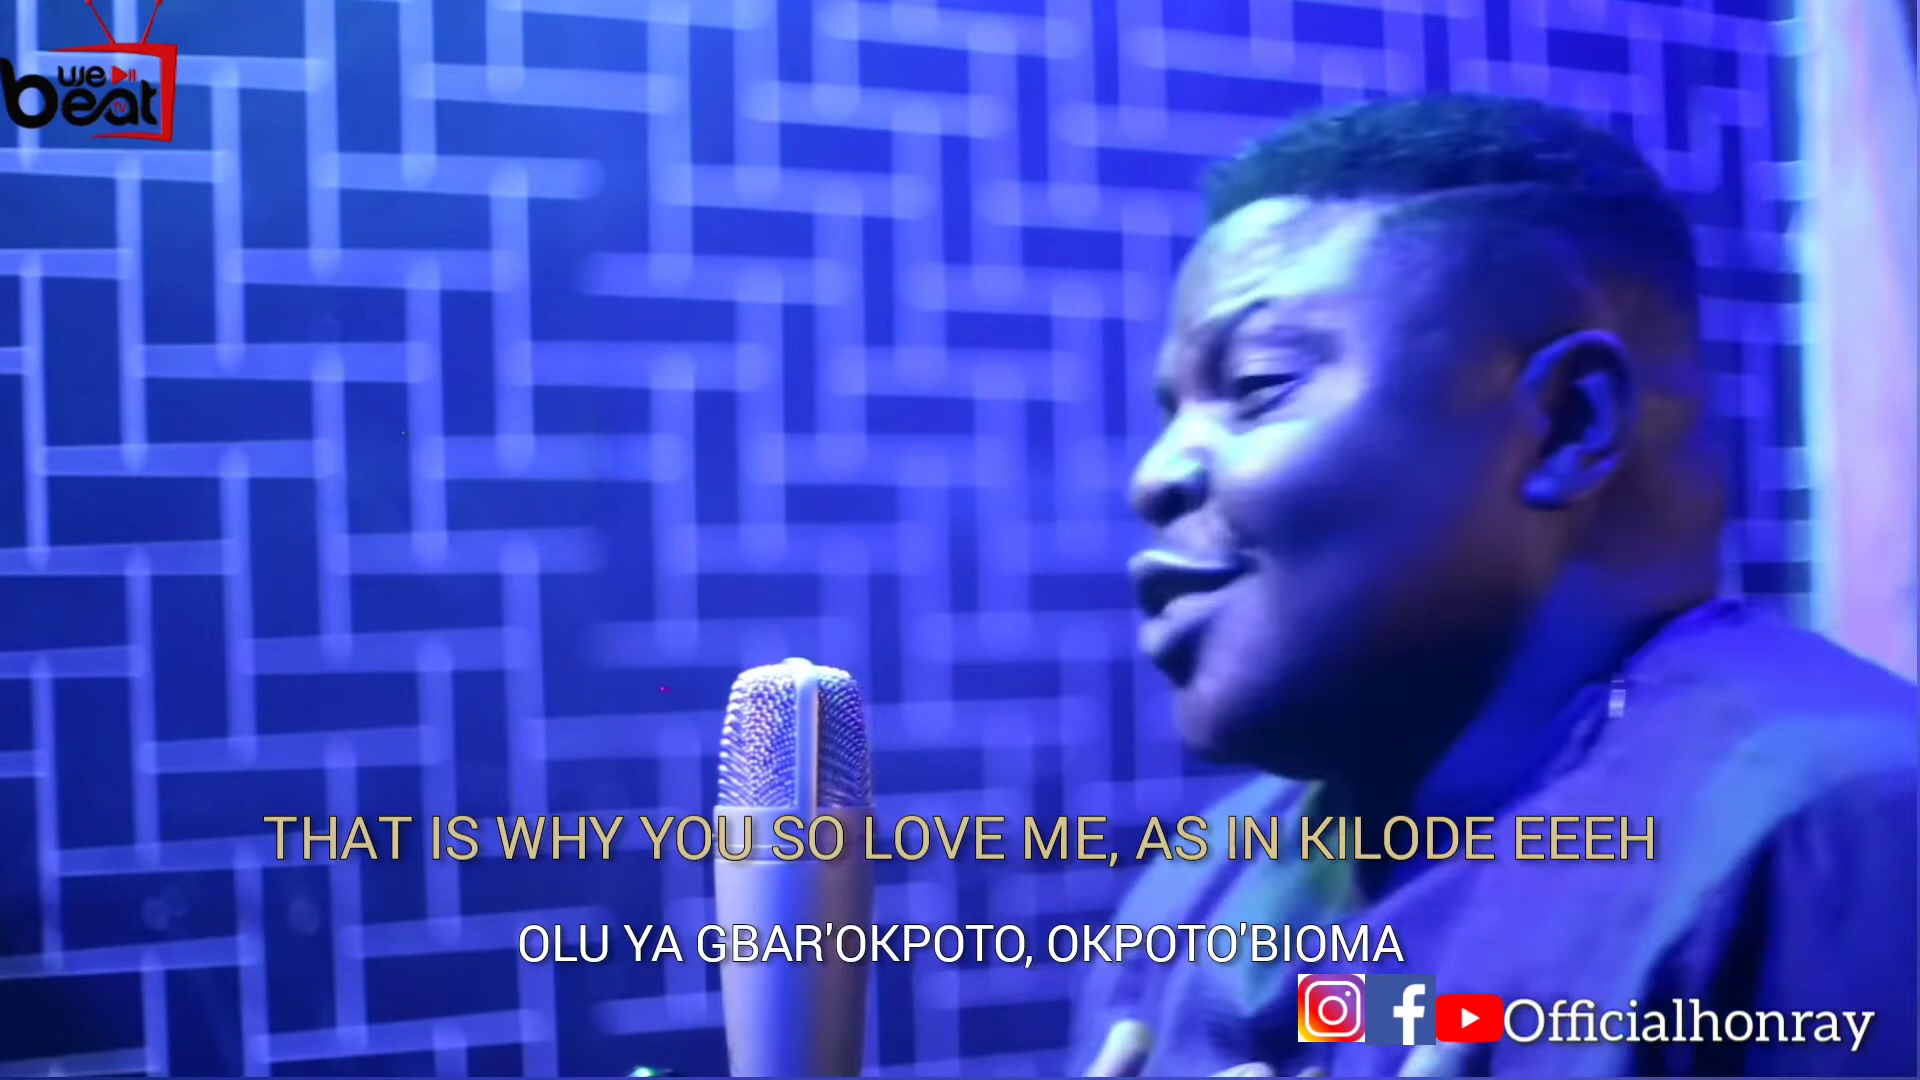 we
beat
TV
THAT IS WHY YOU SO LOVE ME, AS IN KILODE EEEH
OLU YA GBAR'OKPOTO, OKPOTO'BIOMA
Officialhonray